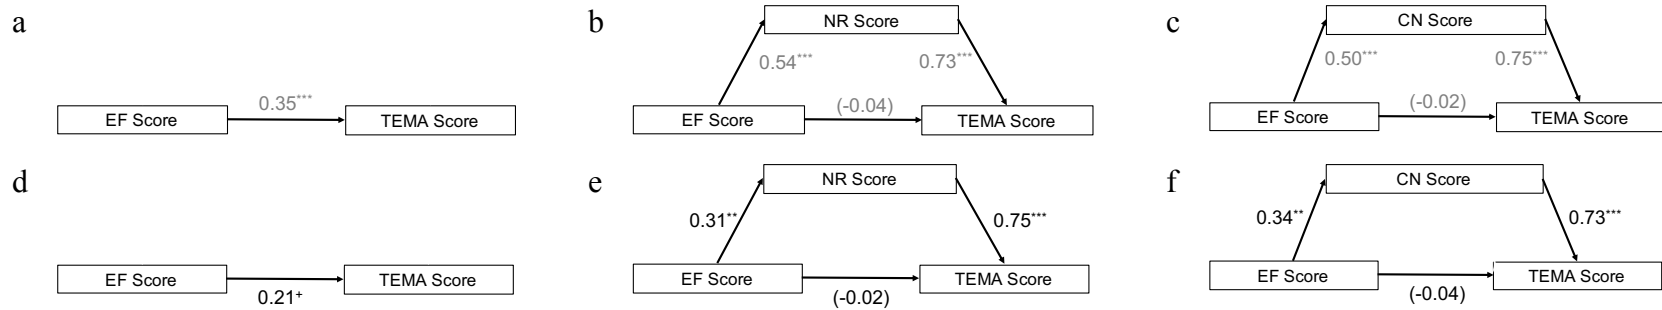 a
0.35***
EF Score
TEMA Score
b
NR Score
0.54***
0.73***
(-0.04)
EF Score
TEMA Score
c
CN Score
0.50***
0.75***
(-0.02)
EF Score
TEMA Score
d
EF Score
TEMA Score
0.21+
e
NR Score
0.31**
0.75***
EF Score
TEMA Score
(-0.02)
f
CN Score
0.34**
0.73***
EF Score
TEMA Score
(-0.04)